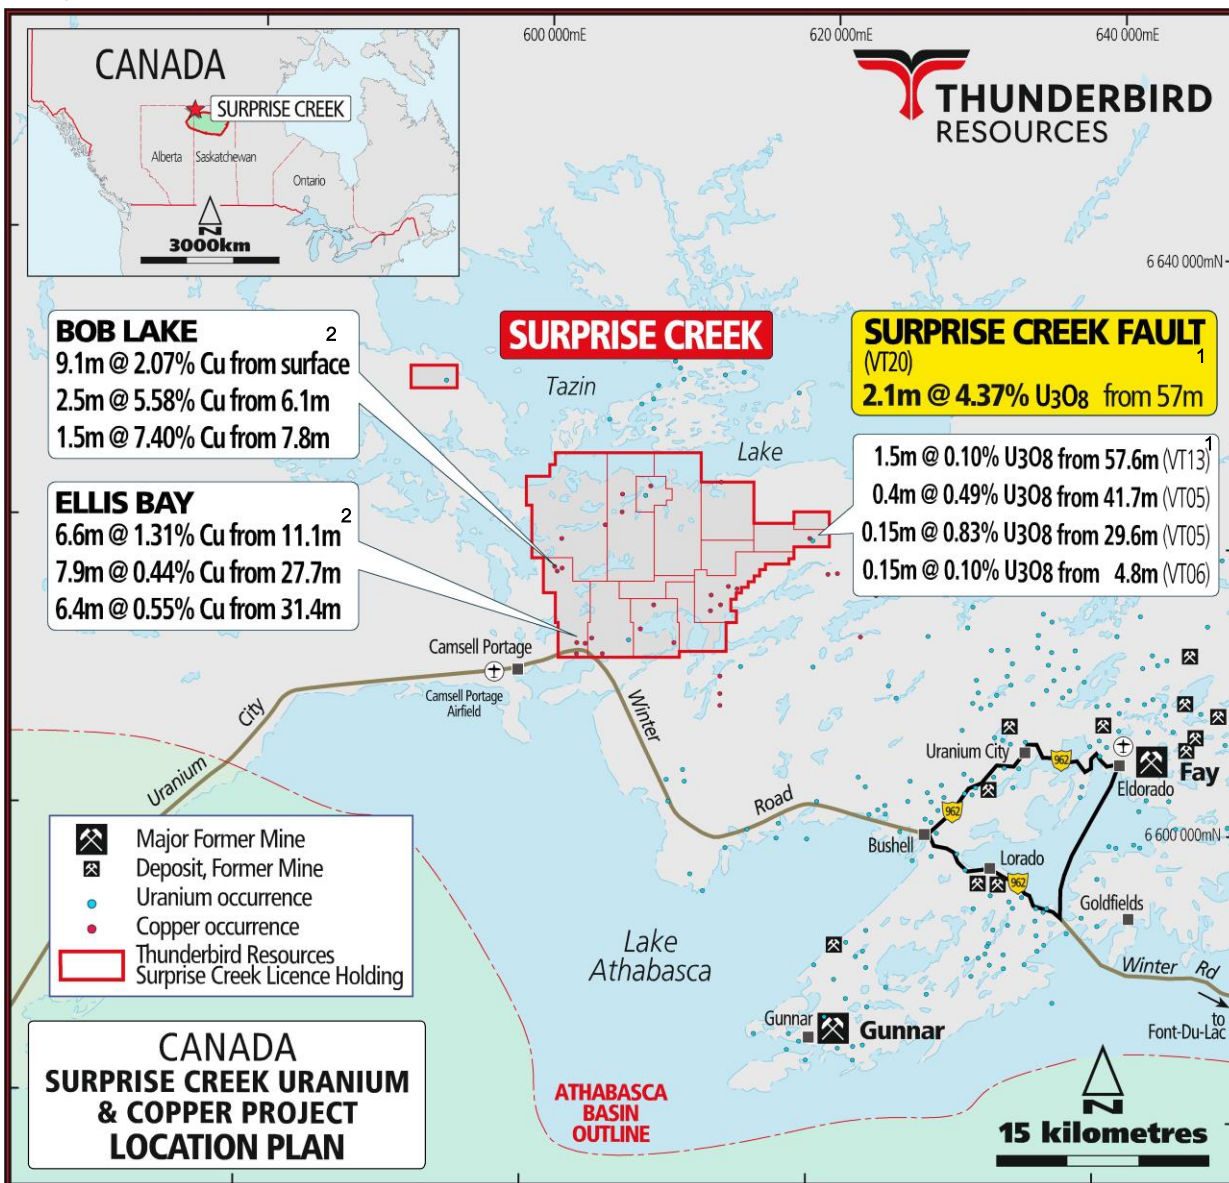 600 000mE
620 000mE
640 000mE
CANADA
SURPRISE CREEK
Alberta
Saskatchewan
Ontario
N
3000km
THUNDERBIRD
RESOURCES
6 640 000mN
BOB LAKE 2
9.1m @ 2.07% Cu from surface
2.5m @ 5.58% Cu from 6.1m
1.5m @ 7.40% Cu from 7.8m
SURPRISE CREEK
SURPRISE CREEK FAULT
(VT20) 1
2.1m @ 4.37% U3O8 from 57m
Tazin
Lake
1.5m @ 0.10% U3O8 from 57.6m (VT13) 1
0.4m @ 0.49% U3O8 from 41.7m (VT05)
0.15m @ 0.83% U3O8 from 29.6m (VT05)
0.15m @ 0.10% U3O8 from 4.8m (VT06)
ELLIS BAY 2
6.6m @ 1.31% Cu from 11.1m
7.9m @ 0.44% Cu from 27.7m
6.4m @ 0.55% Cu from 31.4m
Camsell Portage
Camsell Portage
Airfield
Uranium City
Winter Road
Uranium City
962
Eldorado
Fay
962
Bushell
6 600 000mN
Lorado
962
Goldfields
Winter Rd
to
Font-Du-Lac
Lake
Athabasca
Gunnar
Gunnar
Major Former Mine
Deposit, Former Mine
Uranium occurrence
Copper occurrence
Thunderbird Resources
Surprise Creek Licence Holding
CANADA
SURPRISE CREEK URANIUM
& COPPER PROJECT
LOCATION PLAN
ATHABASCA
BASIN
OUTLINE
N
15 kilometres